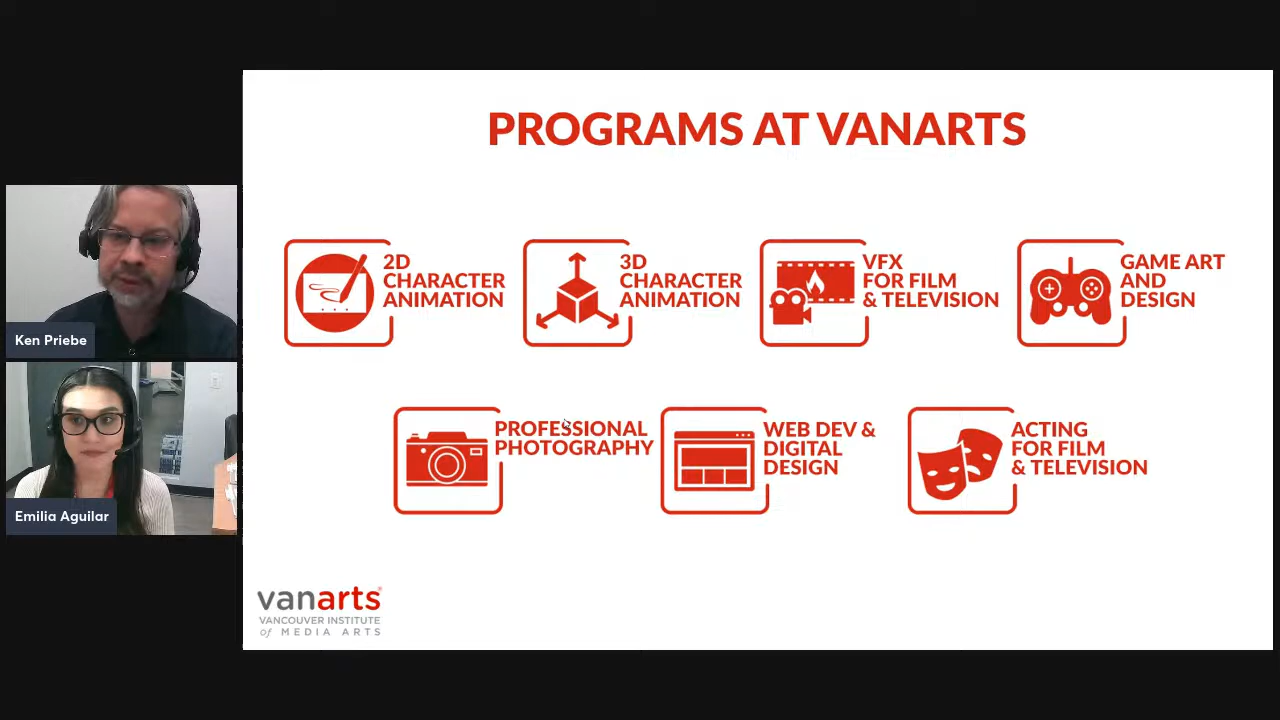 PROGRAMS AT VANARTS
2D
CHARACTER
ANIMATION
3D
CHARACTER
ANIMATION
VFX
FOR FILM
& TELEVISION
GAME ART
AND
DESIGN
Ken Priebe
Emilia Aguilar
PROFESSIONAL
PHOTOGRAPHY
WEB DEV &
DIGITAL
DESIGN
ACTING
FOR FILM
& TELEVISION
vanarts
VANCOUVER INSTITUTE
of MEDIA ARTS